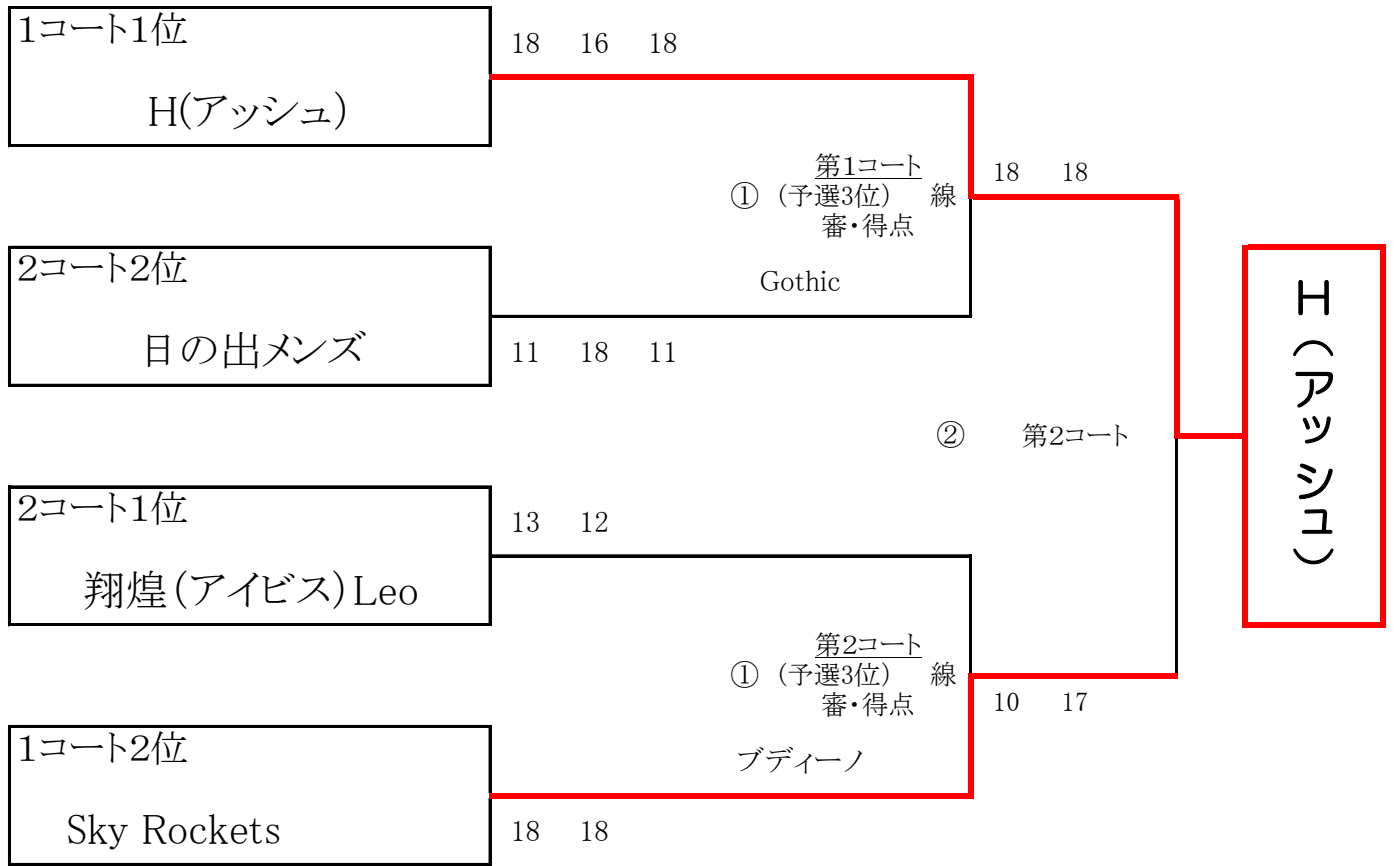 1コート1位
H(アッシュ)
18 16 18
第1コート
① (予選3位) 線
審・得点
Gothic
18 18
2コート2位
日の出メンズ
11 18 11
② 第2コート
H(アッシュ)
2コート1位
翔煌(アイビス)Leo
13 12
第2コート
① (予選3位) 線
審・得点
ブディーノ
10 17
1コート2位
Sky Rockets
18 18